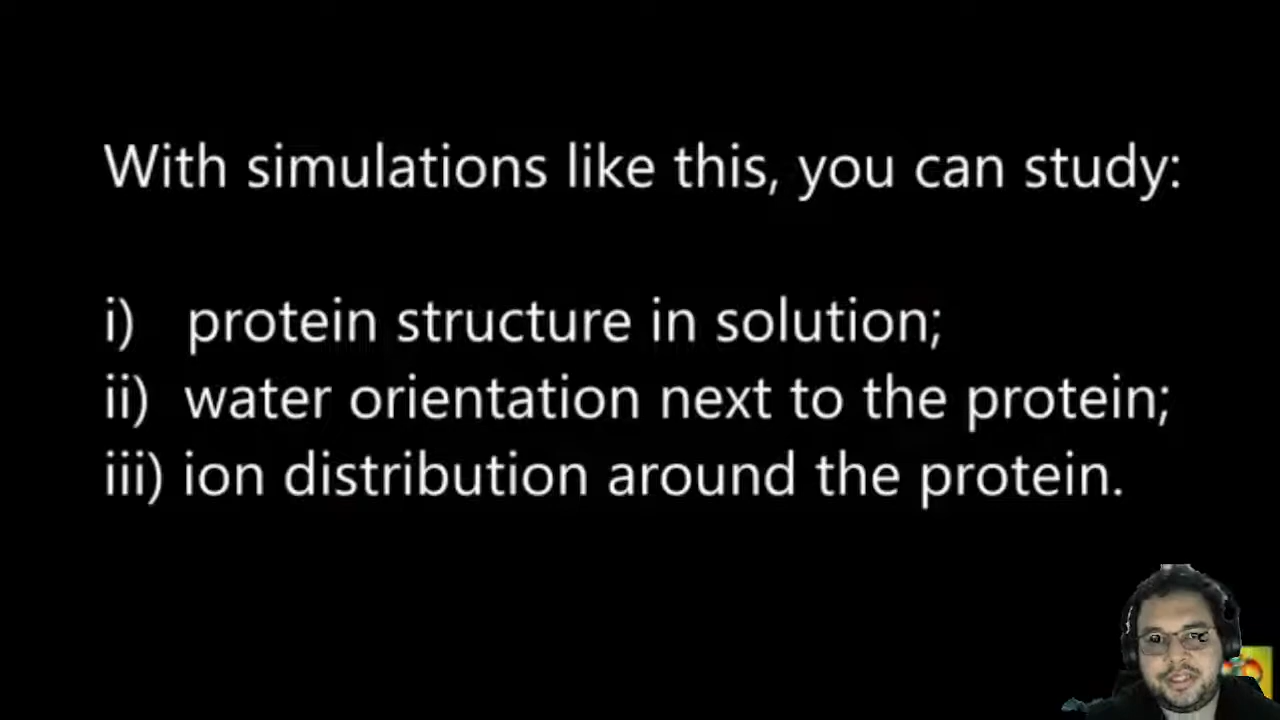 With simulations like this, you can study:
i) protein structure in solution;
ii) water orientation next to the protein;
iii) ion distribution around the protein.